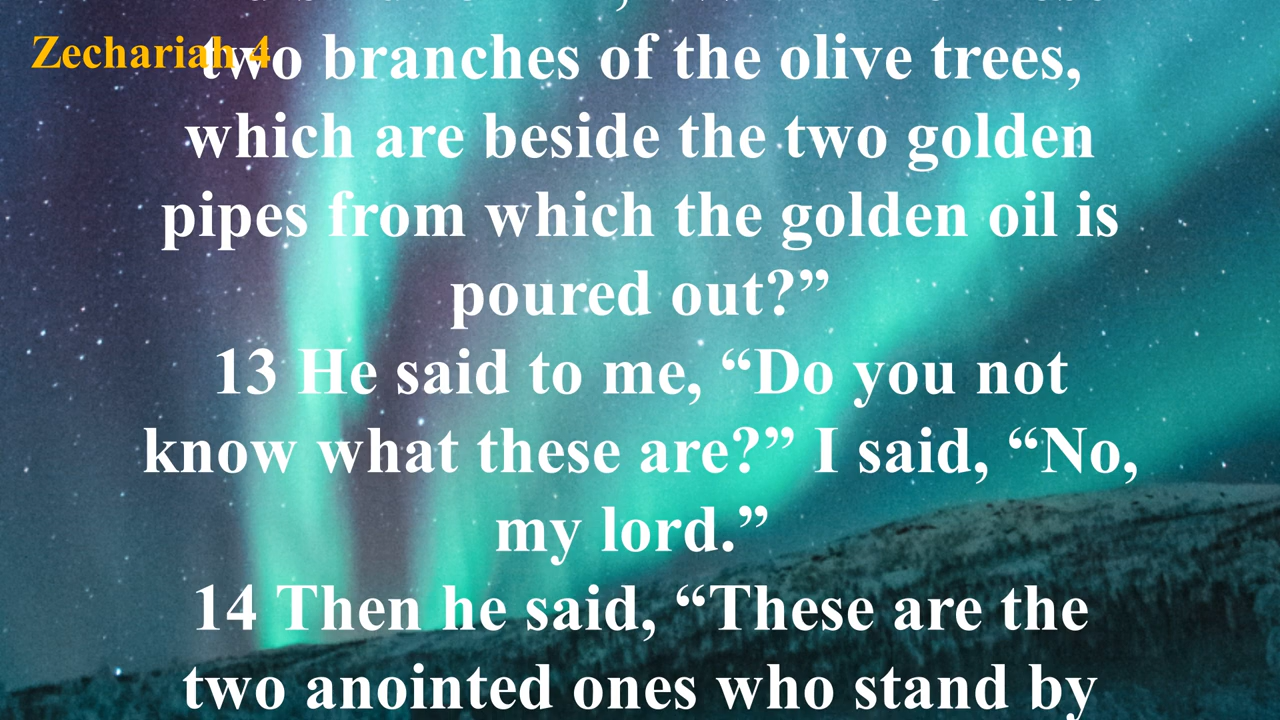 Zechariah 4
two branches of the olive trees,
which are beside the two golden
pipes from which the golden oil is
poured out?”
13 He said to me, “Do you not
know what these are?” I said, “No,
my lord.”
14 Then he said, “These are the
two anointed ones who stand by